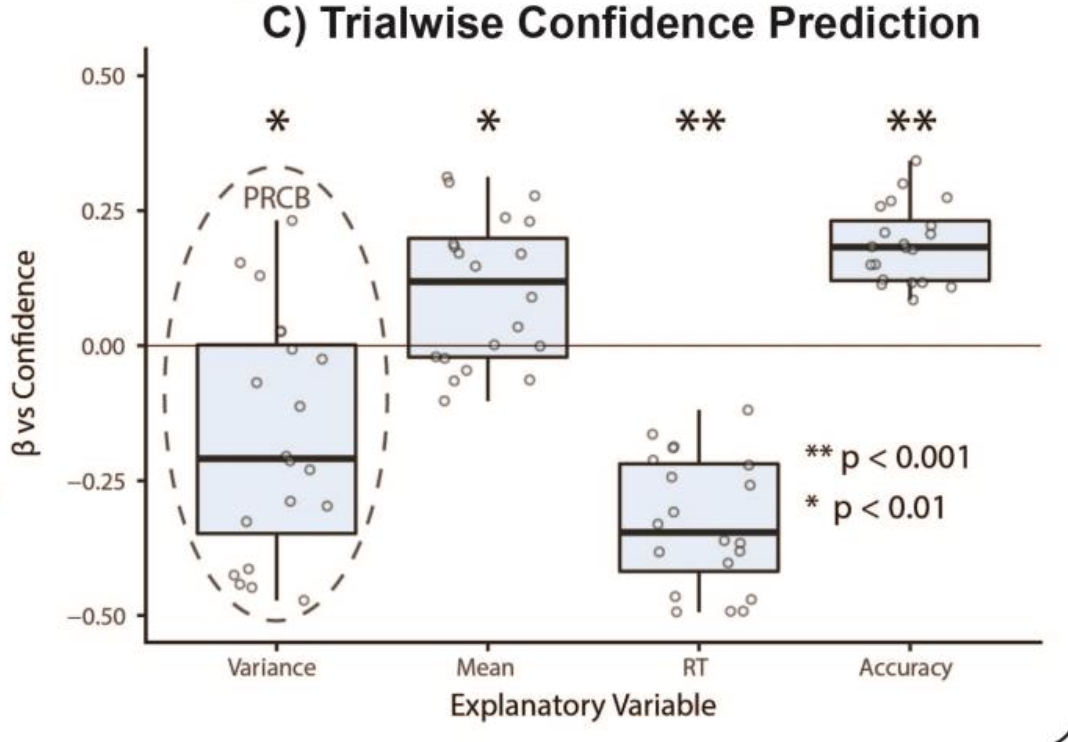 C) Trialwise Confidence Prediction
0.50
0.25
0.00
−0.25
−0.50
β vs Confidence
*
*
**
**
PRCB
** p < 0.001
* p < 0.01
Variance
Mean
RT
Accuracy
Explanatory Variable